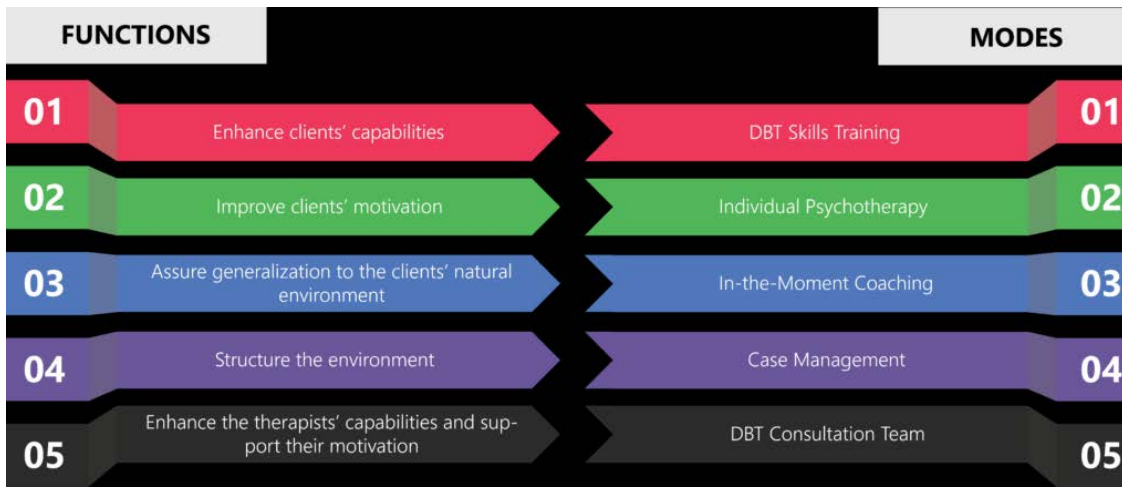 FUNCTIONS
MODES
01
Enhance clients' capabilities
DBT Skills Training
01
02
Improve clients' motivation
Individual Psychotherapy
02
03
Assure generalization to the clients' natural
environment
In-the-Moment Coaching
03
04
Structure the environment
Case Management
04
05
Enhance the therapists' capabilities and sup-
port their motivation
DBT Consultation Team
05